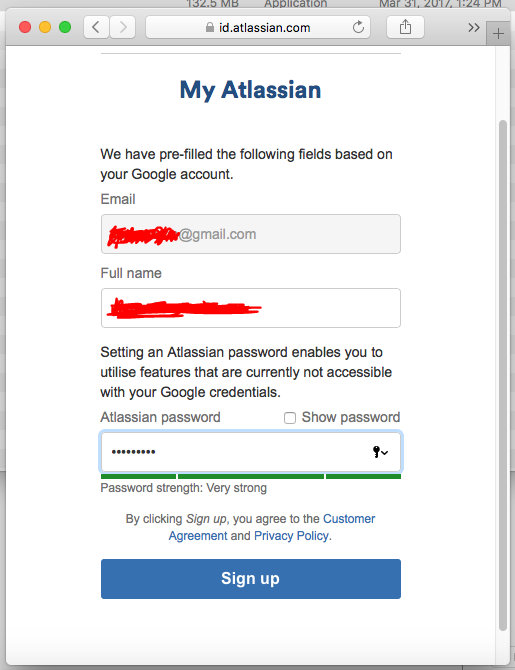 132.5 MB Application Mar 31, 2017, 1:24 PM
id.atlassian.com
My Atlassian
We have pre-filled the following fields based on
your Google account.
Email
@gmail.com
Full name
Setting an Atlassian password enables you to
utilise features that are currently not accessible
with your Google credentials.
Atlassian password Show password
•••••••••
Password strength: Very strong
By clicking Sign up, you agree to the Customer
Agreement and Privacy Policy.
Sign up